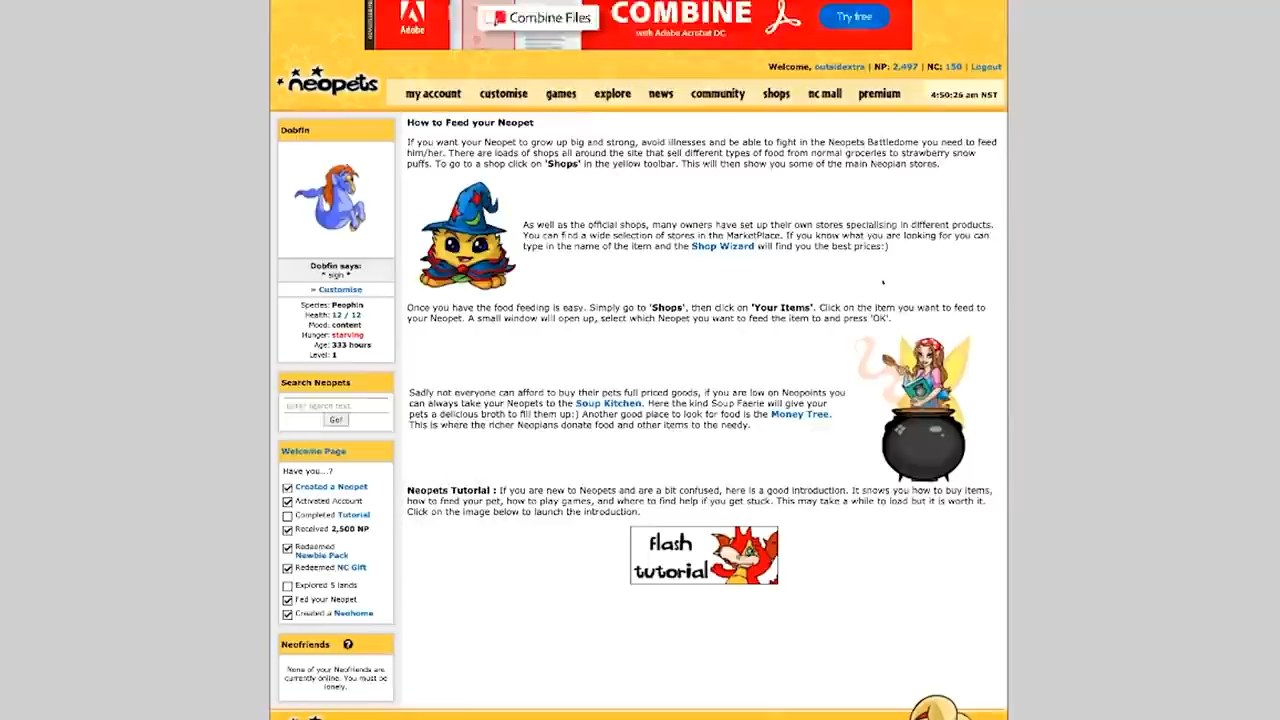 Adobe
Combine Files
COMBINE
with Adobe Acrobat DC.
Try free
Welcome, outsidextra | NP: 2,497 | NC: 150 | Logout
neopets
my account customise games explore news community shops nc mall premium 4:50:26 am NST
Dobfin
Dobfin says:
* sigh *
» Customise
Species: Peophin
Health: 12 / 12
Mood: content
Hunger: starving
Age: 333 hours
Level: 1
Search Neopets
Enter search text.
Go!
Welcome Page
Have you...?
Created a Neopet
Activated Account
Completed Tutorial
Received 2,500 NP
Redeemed
Newbie Pack
Redeemed NC Gift
Explored 5 lands
Fed your Neopet
Created a Neohome
Neofriends ?
None of your Neofriends are
currently online. You must be
lonely.
How to Feed your Neopet
If you want your Neopet to grow up big and strong, avoid illnesses and be able to fight in the Neopets Battledome you need to feed
him/her. There are loads of shops all around the site that sell different types of food from normal groceries to strawberry snow
puffs. To go to a shop click on 'Shops' in the yellow toolbar. This will then show you some of the main Neopian stores.
As well as the official shops, many owners have set up their own stores specialising in different products.
You can find a wide selection of stores in the MarketPlace. If you know what you are looking for you can
type in the name of the item and the Shop Wizard will find you the best prices:)
Once you have the food feeding is easy. Simply go to 'Shops', then click on 'Your Items'. Click on the item you want to feed to
your Neopet. A small window will open up, select which Neopet you want to feed the item to and press 'OK'.
Sadly not everyone can afford to buy their pets full priced goods, if you are low on Neopoints you
can always take your Neopets to the Soup Kitchen. Here the kind Soup Faerie will give your
pets a delicious broth to fill them up:) Another good place to look for food is the Money Tree.
This is where the richer Neopians donate food and other items to the needy.
Neopets Tutorial : If you are new to Neopets and are a bit confused, here is a good introduction. It shows you how to buy items,
how to feed your pet, how to play games, and where to find help if you get stuck. This may take a while to load but it is worth it.
Click on the image below to launch the introduction.
flash
tutorial